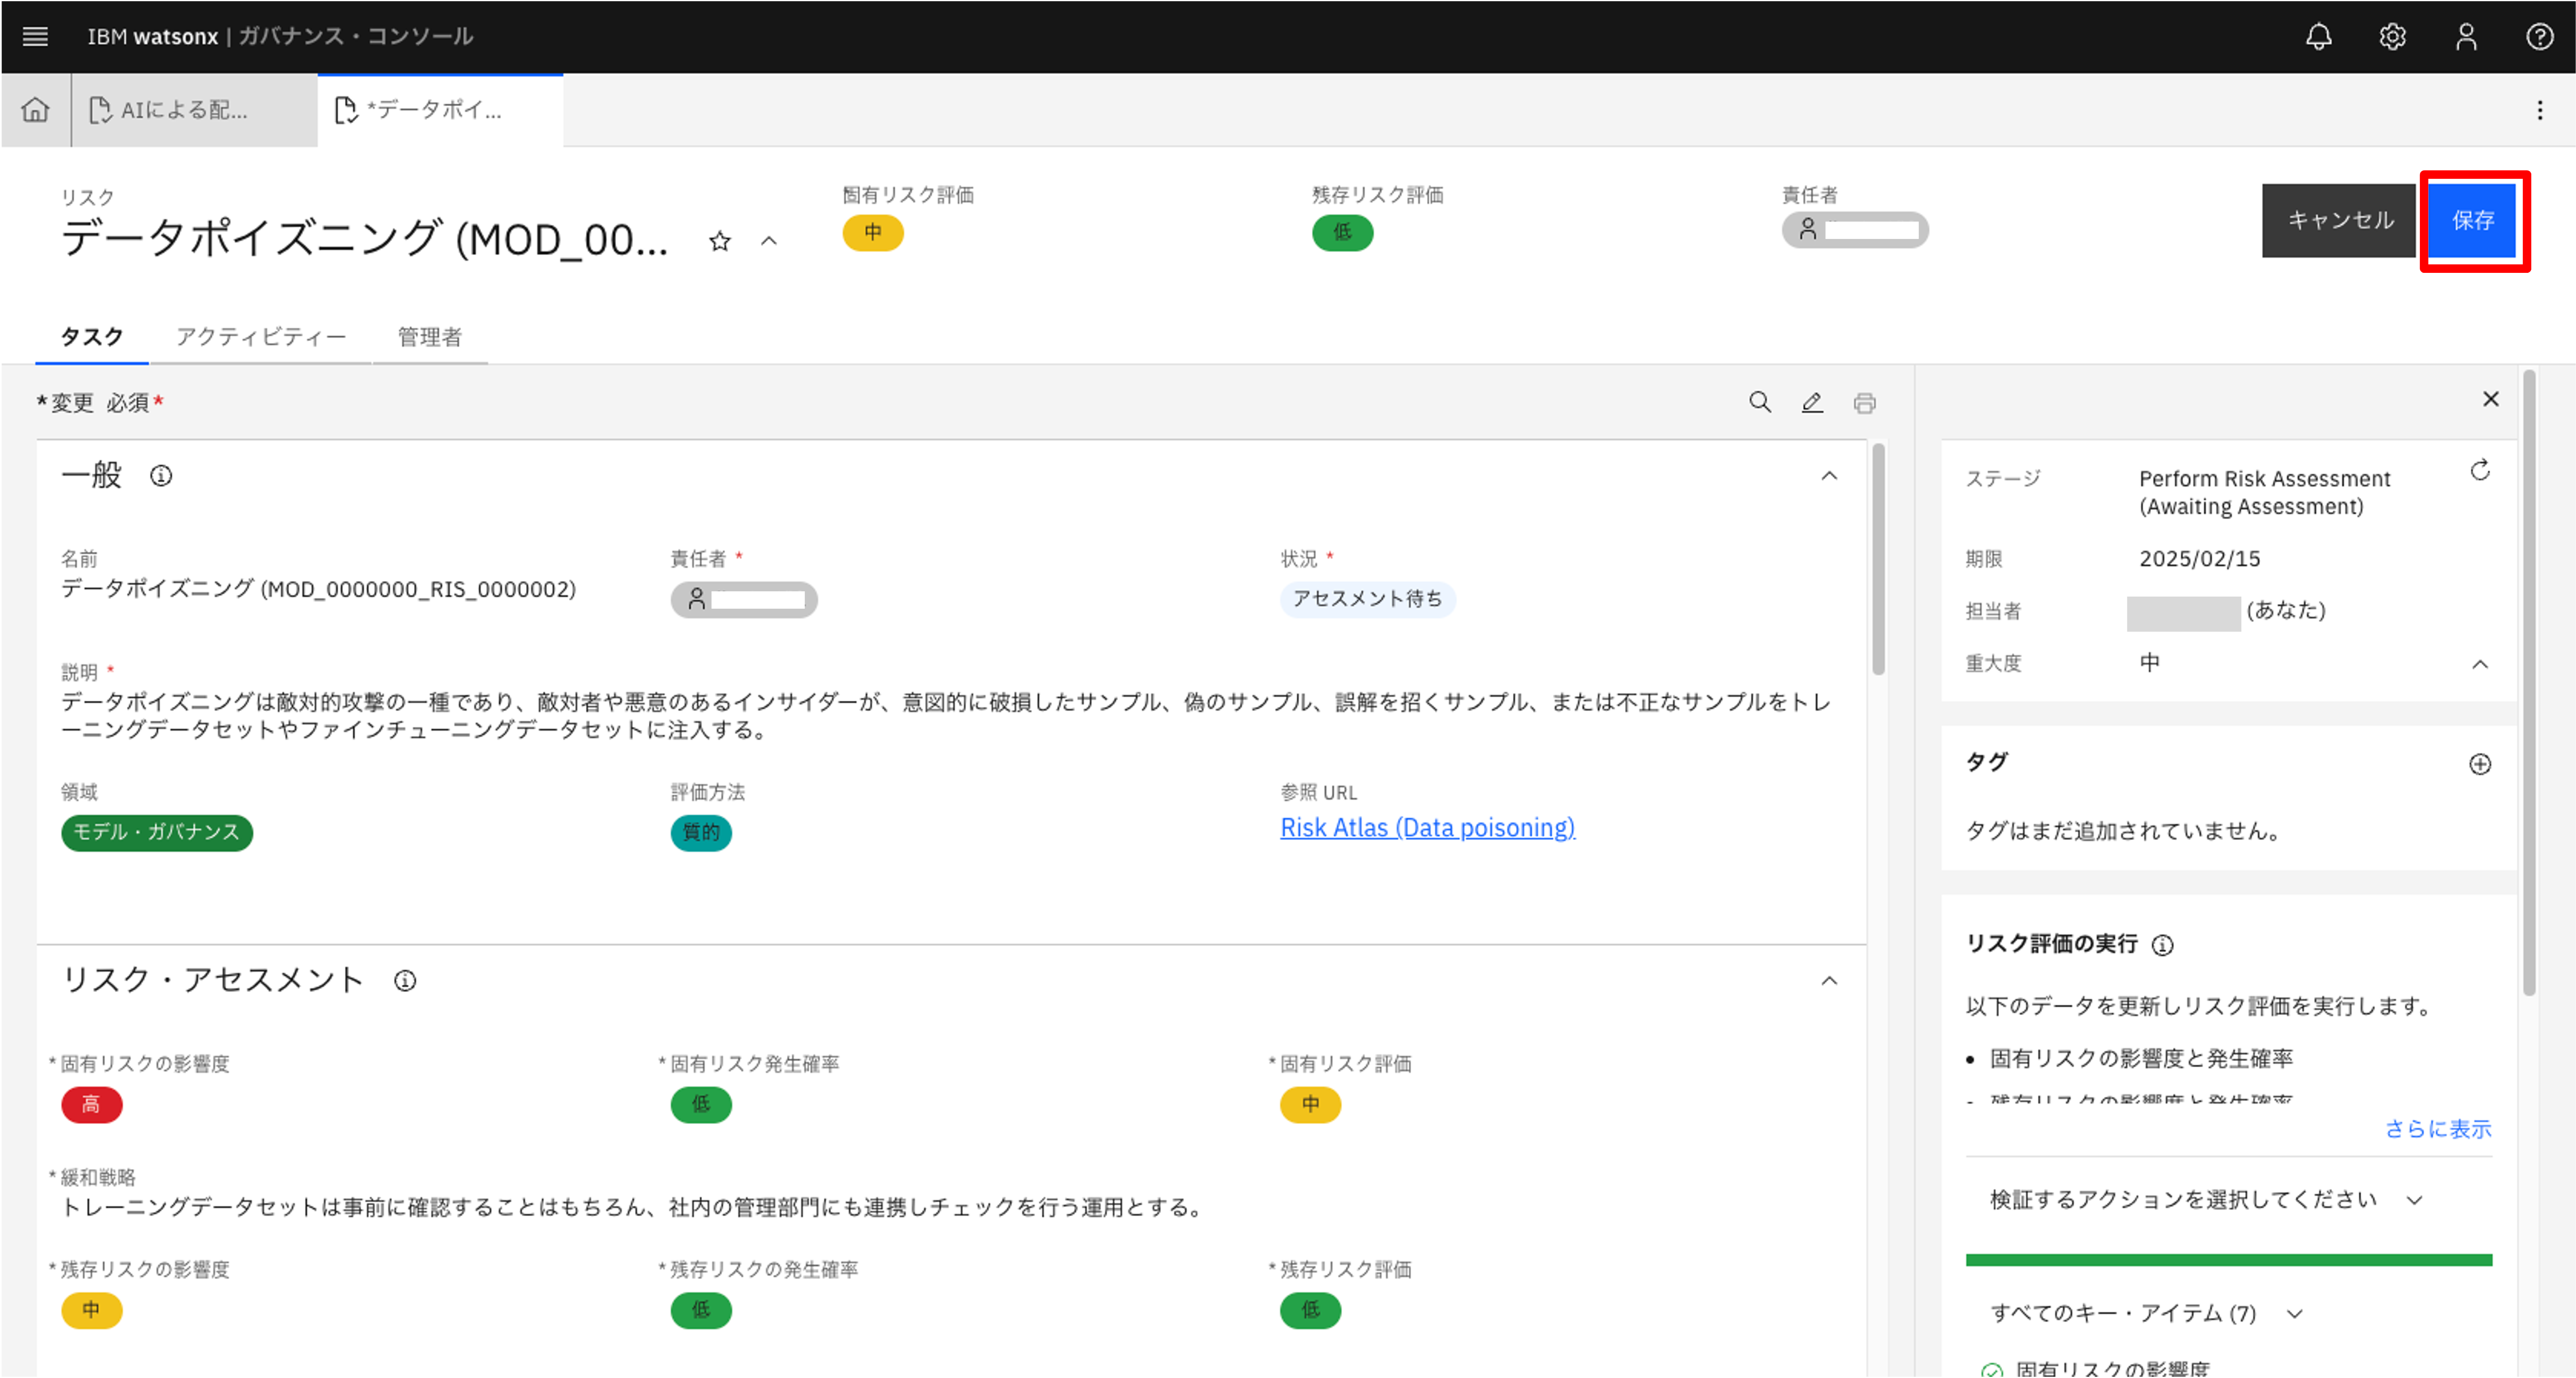 IBM watsonx | ガバナンス・コンソール
AIによる配...
*データポイ...
リスク
データポイズニング (MOD_00...
固有リスク評価
中
残存リスク評価
低
責任者
キャンセル
保存
タスク
アクティビティー
管理者
*変更 必須*
一般
名前
データポイズニング (MOD_0000000_RIS_0000002)
責任者 *
状況 *
アセスメント待ち
説明 *
データポイズニングは敵対的攻撃の一種であり、敵対者や悪意のあるインサイダーが、意図的に破損したサンプル、偽のサンプル、誤解を招くサンプル、または不正なサンプルをトレ
ーニングデータセットやファインチューニングデータセットに注入する。
領域
モデル・ガバナンス
評価方法
質的
参照 URL
Risk Atlas (Data poisoning)
リスク・アセスメント
*固有リスクの影響度
高
*固有リスク発生確率
低
*固有リスク評価
中
*緩和戦略
トレーニングデータセットは事前に確認することはもちろん、社内の管理部門にも連携しチェックを行う運用とする。
*残存リスクの影響度
中
*残存リスクの発生確率
低
*残存リスク評価
低
ステージ
Perform Risk Assessment
(Awaiting Assessment)
期限
2025/02/15
担当者
(あなた)
重大度
中
タグ
タグはまだ追加されていません。
リスク評価の実行
以下のデータを更新しリスク評価を実行します。
• 固有リスクの影響度と発生確率
• 残存リスクの影響度と発生確率
さらに表示
検証するアクションを選択してください
すべてのキー・アイテム (7)
固有リスクの影響度